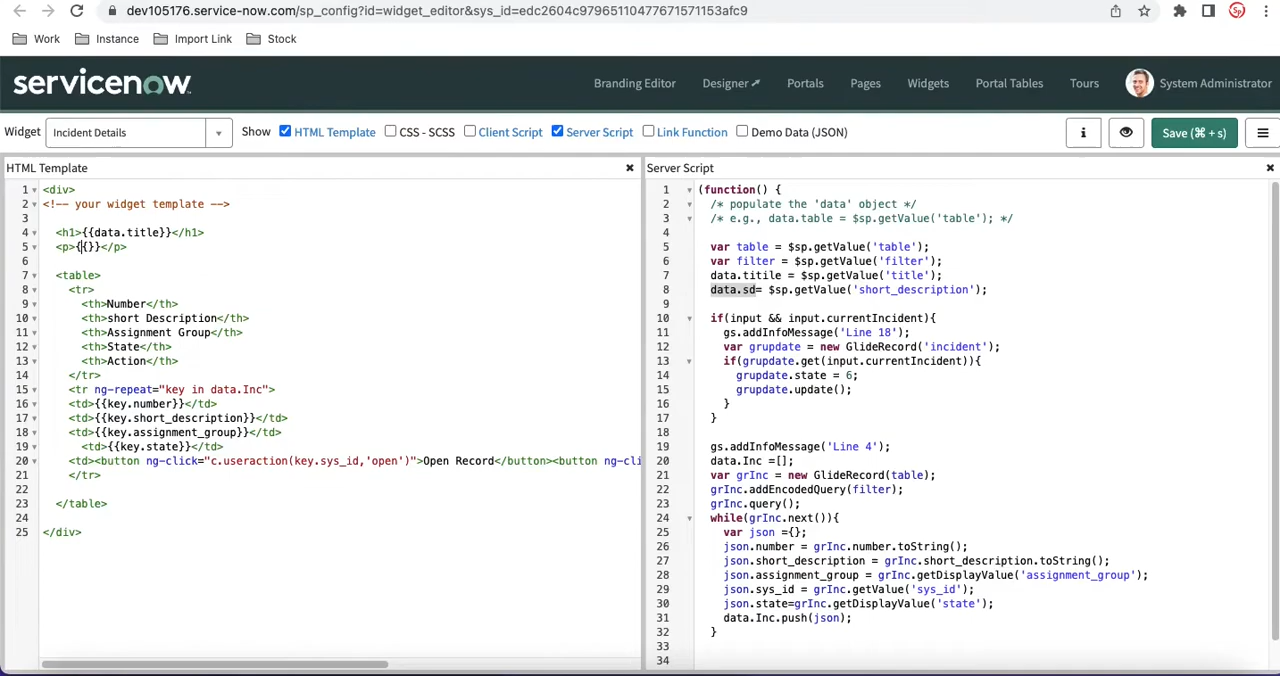 dev105176.service-now.com/sp_config?id=widget_editor&sys_id=edc2604c97965110477671571153afc9
Sp
Work Instance Import Link Stock
servicenow Branding Editor Designer Portals Pages Widgets Portal Tables Tours System Administrator
Widget Incident Details Show HTML Template CSS - SCSS Client Script Server Script Link Function Demo Data (JSON) i Save (⌘ + s)
HTML Template
1 <div>
2 <!-- your widget template -->
3
4 <h1>{{data.title}}</h1>
5 <p>{{}}</p>
6
7 <table>
8 <tr>
9 <th>Number</th>
10 <th>short Description</th>
11 <th>Assignment Group</th>
12 <th>State</th>
13 <th>Action</th>
14 </tr>
15 <tr ng-repeat="key in data.Inc">
16 <td>{{key.number}}</td>
17 <td>{{key.short_description}}</td>
18 <td>{{key.assignment_group}}</td>
19 <td>{{key.state}}</td>
20 <td><button ng-click="c.useraction(key.sys_id,'open')">Open Record</button><button ng-cli
21 </tr>
22
23 </table>
24
25 </div>
Server Script
1 (function() {
2 /* populate the 'data' object */
3 /* e.g., data.table = $sp.getValue('table'); */
4
5 var table = $sp.getValue('table');
6 var filter = $sp.getValue('filter');
7 data.titile = $sp.getValue('title');
8 data.sd= $sp.getValue('short_description');
9
10 if(input && input.currentIncident){
11 gs.addInfoMessage('Line 18');
12 var grupdate = new GlideRecord('incident');
13 if(grupdate.get(input.currentIncident)){
14 grupdate.state = 6;
15 grupdate.update();
16 }
17 }
18
19 gs.addInfoMessage('Line 4');
20 data.Inc =[];
21 var grInc = new GlideRecord(table);
22 grInc.addEncodedQuery(filter);
23 grInc.query();
24 while(grInc.next()){
25 var json ={};
26 json.number = grInc.number.toString();
27 json.short_description = grInc.short_description.toString();
28 json.assignment_group = grInc.getDisplayValue('assignment_group');
29 json.sys_id = grInc.getValue('sys_id');
30 json.state=grInc.getDisplayValue('state');
31 data.Inc.push(json);
32 }
33
34